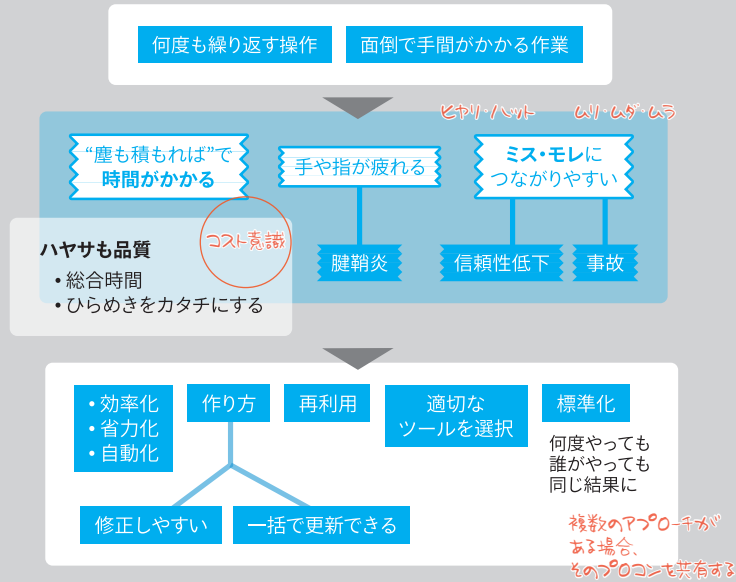 何度も繰り返す操作
面倒で手間がかかる作業
ヒヤリ・ハット
ムリ・ムダ・ムラ
“塵も積もれば”で
時間がかかる
手や指が疲れる
ミス・モレに
つながりやすい
コスト意識
ハヤサも品質
• 総合時間
• ひらめきをカタチにする
腱鞘炎
信頼性低下
事故
• 効率化
• 省力化
• 自動化
作り方
再利用
適切な
ツールを選択
標準化
何度やっても
誰がやっても
同じ結果に
修正しやすい
一括で更新できる
複数のアプローチが
ある場合、
そのプロコンを共有する